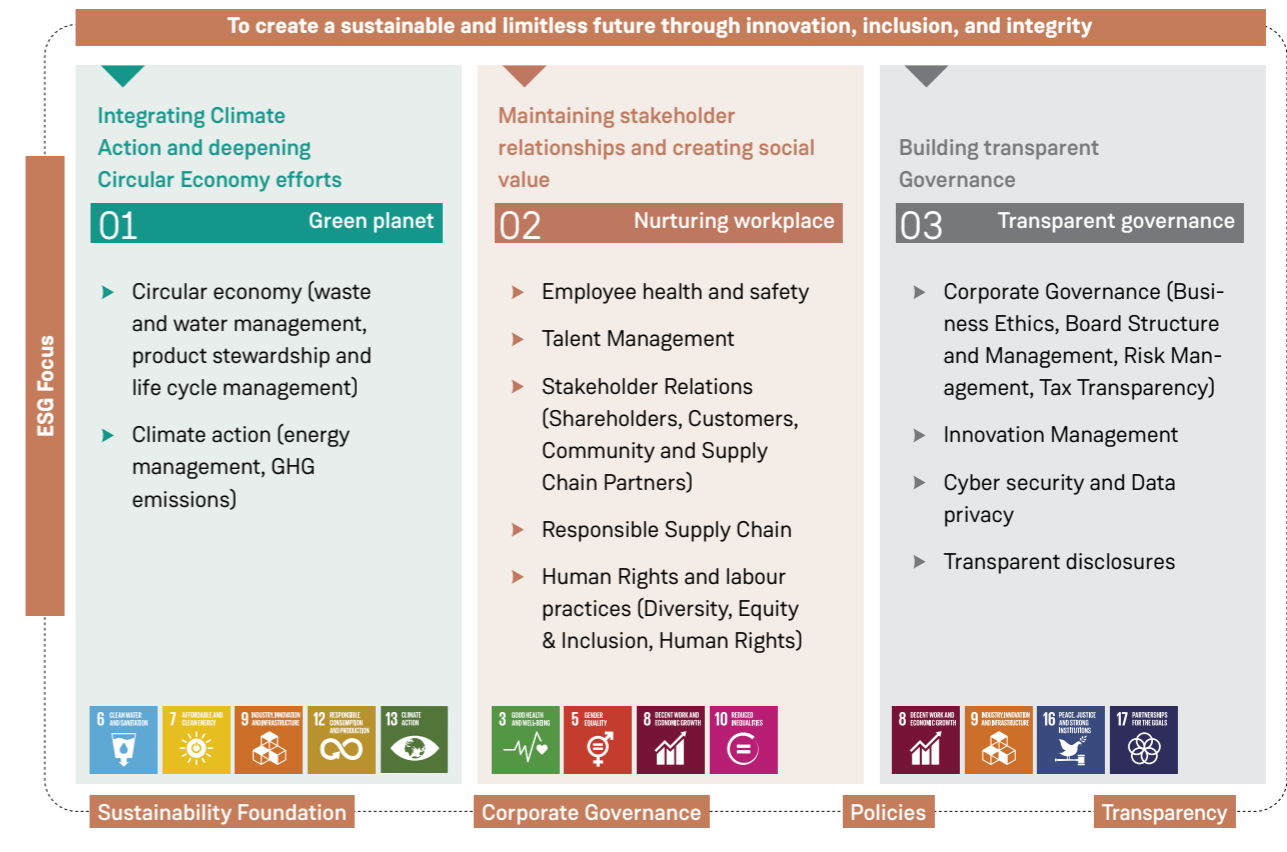 To create a sustainable and limitless future through innovation, inclusion, and integrity
ESG Focus
Integrating Climate
Action and deepening
Circular Economy efforts
01 Green planet
Circular economy (waste
and water management,
product stewardship and
life cycle management)
Climate action (energy
management, GHG
emissions)
6 CLEAN WATER
AND SANITATION
7 AFFORDABLE AND
CLEAN ENERGY
9 INDUSTRY, INNOVATION
AND INFRASTRUCTURE
12 RESPONSIBLE
CONSUMPTION
AND PRODUCTION
13 CLIMATE
ACTION
Maintaining stakeholder
relationships and creating social
value
02 Nurturing workplace
Employee health and safety
Talent Management
Stakeholder Relations
(Shareholders, Customers,
Community and Supply
Chain Partners)
Responsible Supply Chain
Human Rights and labour
practices (Diversity, Equity
& Inclusion, Human Rights)
3 GOOD HEALTH
AND WELL-BEING
5 GENDER
EQUALITY
8 DECENT WORK AND
ECONOMIC GROWTH
10 REDUCED
INEQUALITIES
Building transparent
Governance
03 Transparent governance
Corporate Governance (Busi-
ness Ethics, Board Structure
and Management, Risk Man-
agement, Tax Transparency)
Innovation Management
Cyber security and Data
privacy
Transparent disclosures
8 DECENT WORK AND
ECONOMIC GROWTH
9 INDUSTRY, INNOVATION
AND INFRASTRUCTURE
16 PEACE, JUSTICE
AND STRONG
INSTITUTIONS
17 PARTNERSHIPS
FOR THE GOALS
Sustainability Foundation
Corporate Governance
Policies
Transparency